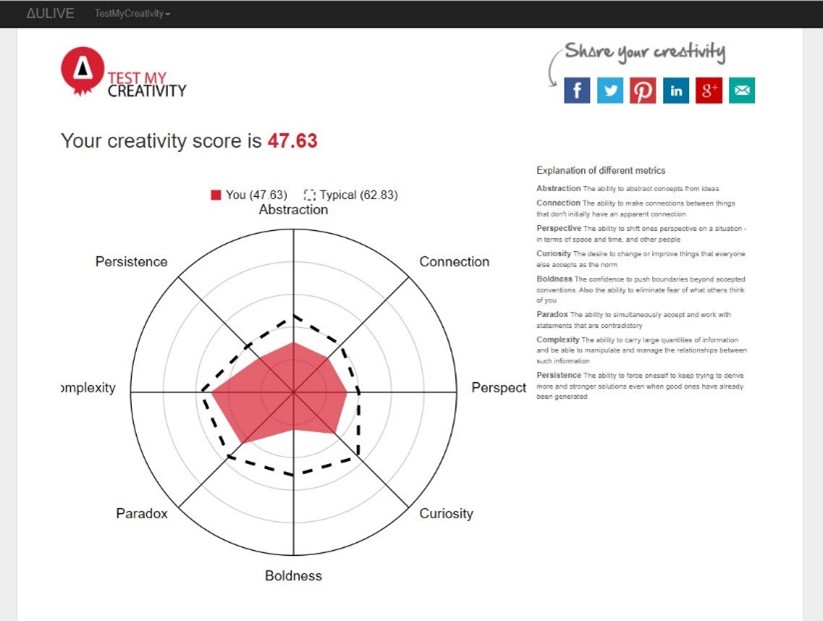 ΔULIVE TestMyCreativity
Share your creativity
TEST MY
CREATIVITY
f in g+
Your creativity score is 47.63
You (47.63) Typical (62.83)
Abstraction
Connection
Perspect
Curiosity
Boldness
Paradox
omplexity
Persistence
Explanation of different metrics
Abstraction The ability to abstract concepts from ideas
Connection The ability to make connections between things
that don't initially have an apparent connection
Perspective The ability to shift ones perspective on a situation -
in terms of space and time, and other people
Curiosity The desire to change or improve things that everyone
else accepts as the norm
Boldness The confidence to push boundaries beyond accepted
conventions. Also the ability to eliminate fear of what others think
of you
Paradox The ability to simultaneously accept and work with
statements that are contradictory
Complexity The ability to carry large quantities of information
and be able to manipulate and manage the relationships between
such information
Persistence The ability to force oneself to keep trying to derive
more and stronger solutions even when good ones have already
been generated